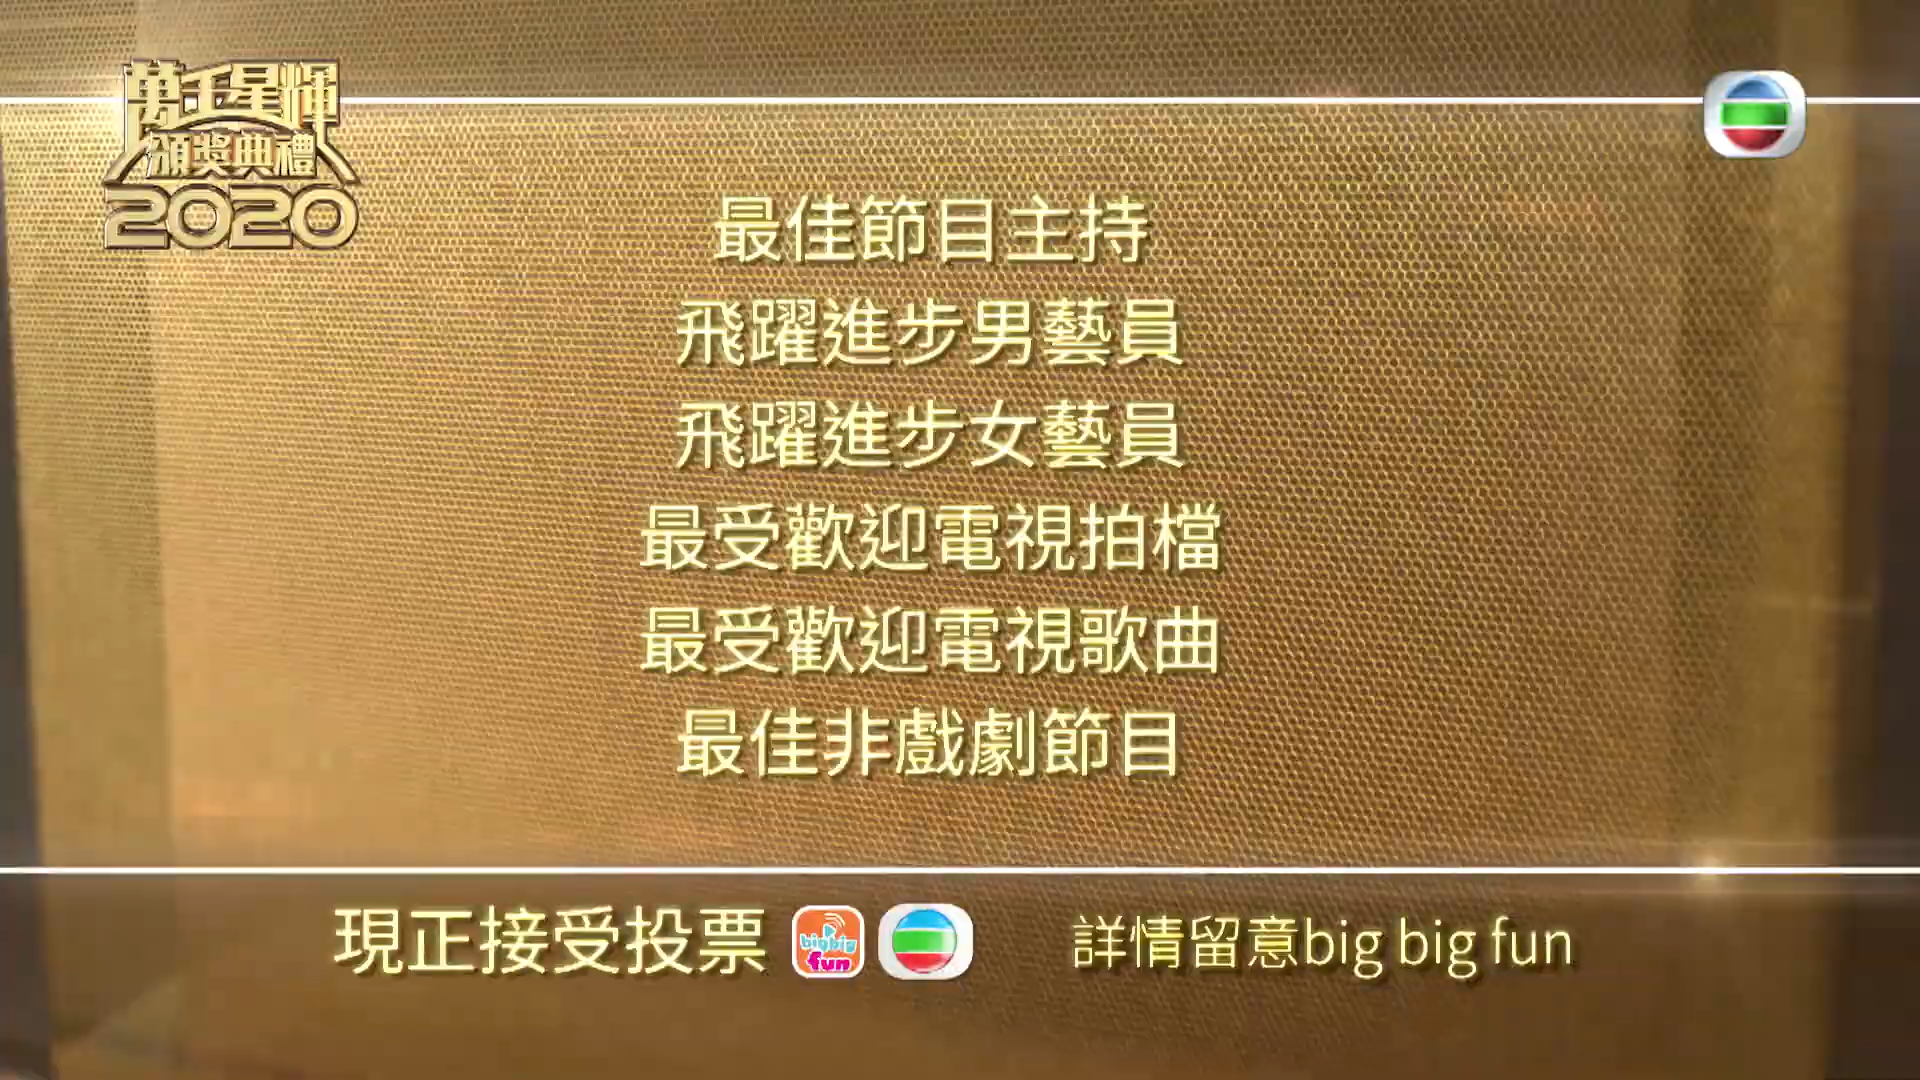 萬千星輝
頒獎典禮
2020
最佳節目主持
飛躍進步男藝員
飛躍進步女藝員
最受歡迎電視拍檔
最受歡迎電視歌曲
最佳非戲劇節目
現正接受投票 bigbig fun 詳情留意big big fun